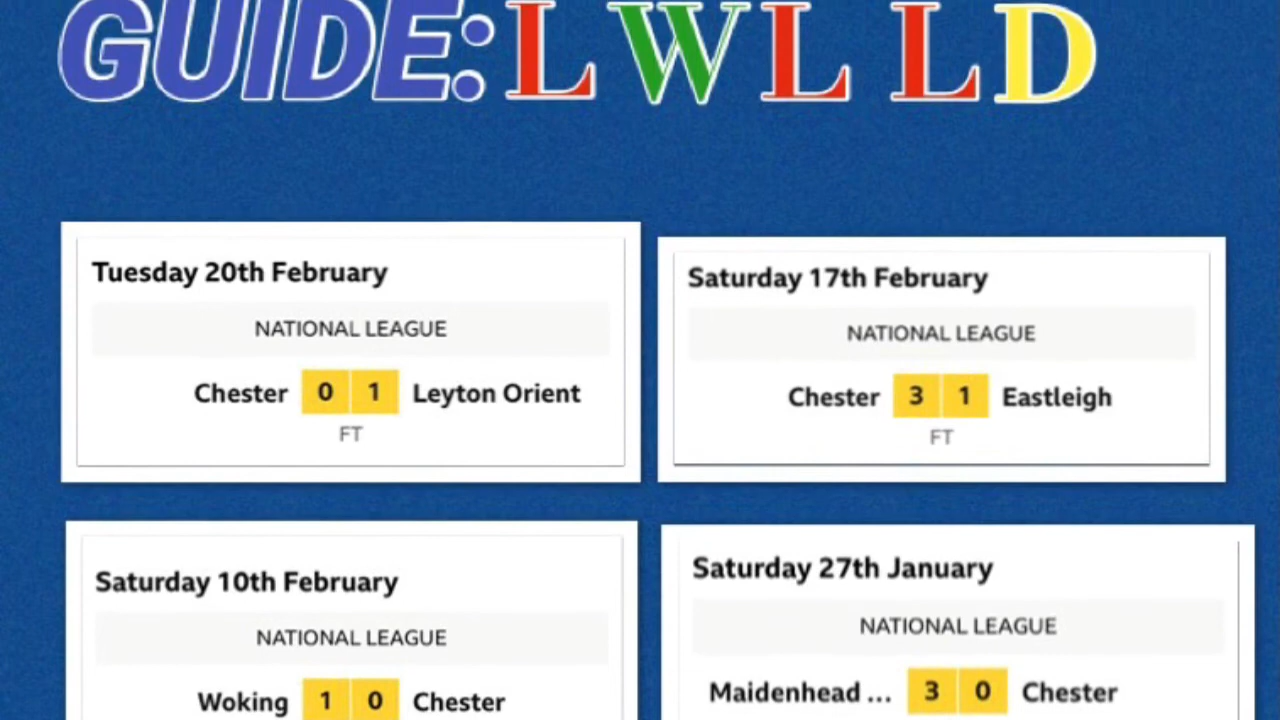 GUIDE: L W L L D
Tuesday 20th February
NATIONAL LEAGUE
Chester 0 1 Leyton Orient
FT
Saturday 17th February
NATIONAL LEAGUE
Chester 3 1 Eastleigh
FT
Saturday 10th February
NATIONAL LEAGUE
Woking 1 0 Chester
Saturday 27th January
NATIONAL LEAGUE
Maidenhead ... 3 0 Chester